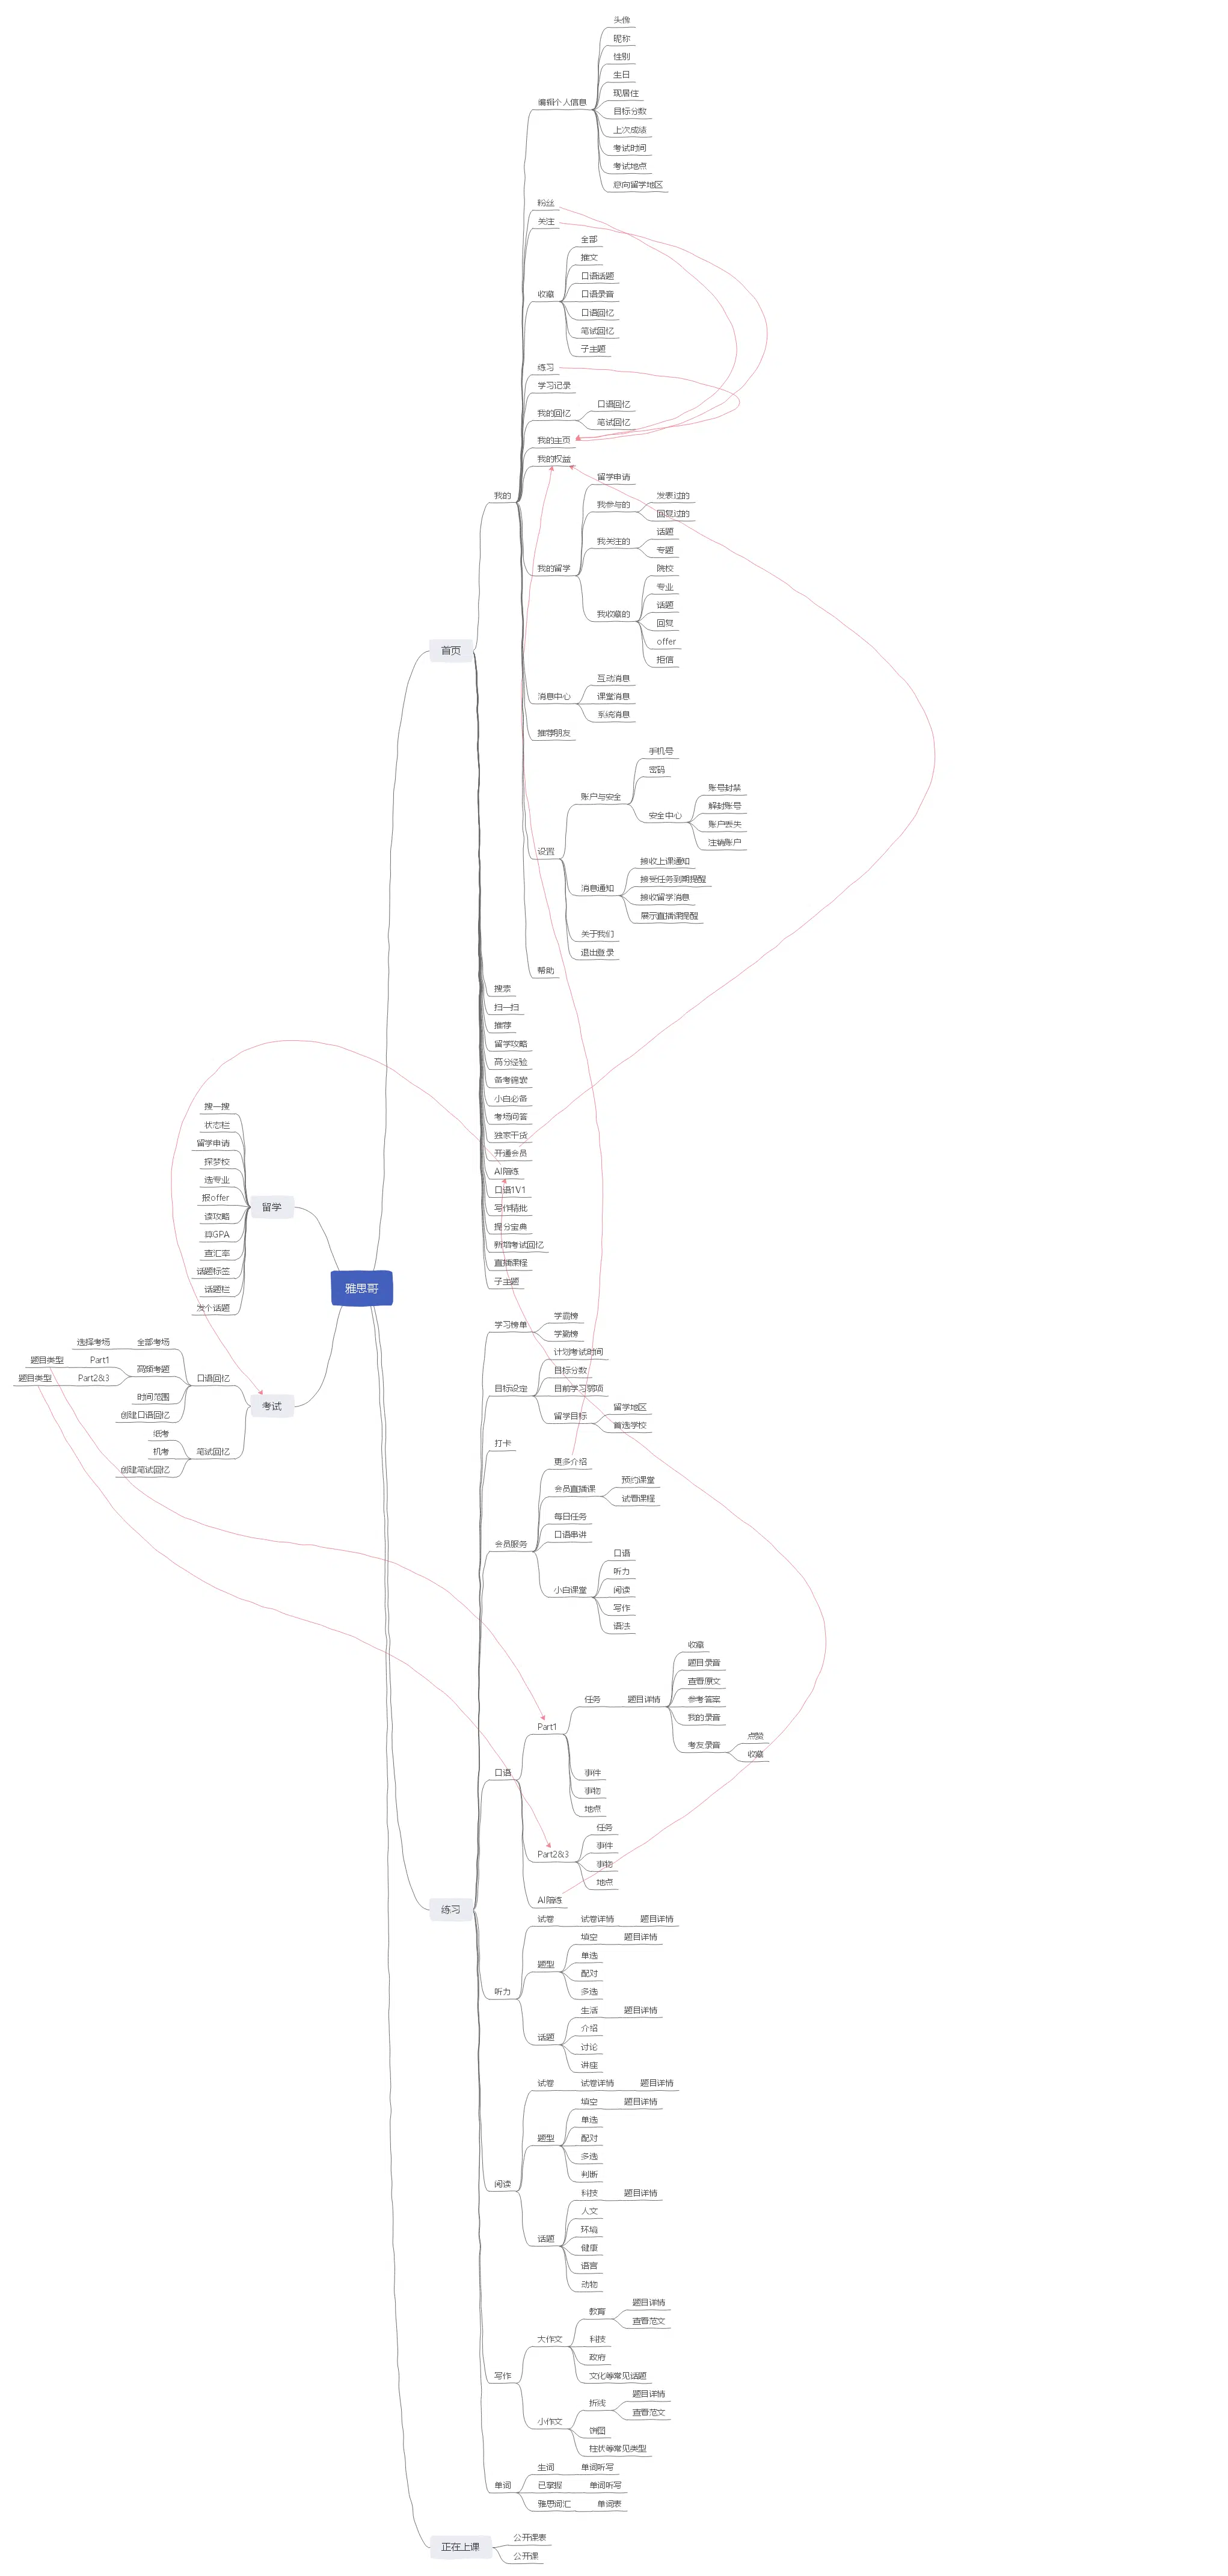 雅思哥
首页
我的
编辑个人信息
头像
昵称
性别
生日
现居住
目标分数
上次成绩
考试时间
考试地点
意向留学地区
粉丝
关注
收藏
全部
推文
口语话题
口语录音
口语回忆
笔试回忆
子主题
练习
学习记录
我的回忆
口语回忆
笔试回忆
我的主页
我的权益
我的留学
留学申请
我参与的
发表过的
回复过的
我关注的
话题
专题
我收藏的
院校
专业
话题
回复
offer
拒信
消息中心
互动消息
课堂消息
系统消息
推荐朋友
设置
账户与安全
手机号
密码
安全中心
账号封禁
解封账号
账户丢失
注销账户
消息通知
接收上课通知
接受任务到期提醒
接收留学消息
展示直播课提醒
关于我们
退出登录
帮助
搜索
扫一扫
推荐
留学攻略
高分经验
备考锦囊
小白必备
考场问答
独家干货
开通会员
AI陪练
口语1V1
写作精批
提分宝典
新增考试回忆
直播课程
子主题
留学
搜一搜
状态栏
留学申请
探梦校
选专业
报offer
读攻略
算GPA
查汇率
话题标签
话题栏
发个话题
考试
口语回忆
全部考场
选择考场
高频考题
Part1
题目类型
Part2&3
题目类型
时间范围
创建口语回忆
笔试回忆
纸考
机考
创建笔试回忆
练习
学习榜单
学霸榜
学勤榜
目标设定
计划考试时间
目标分数
目前学习弱项
留学目标
留学地区
首选学校
打卡
会员服务
更多介绍
会员直播课
预约课堂
试看课程
每日任务
口语串讲
小白课堂
口语
听力
阅读
写作
语法
口语
Part1
任务
题目详情
收藏
题目录音
查看原文
参考答案
我的录音
考友录音
点赞
收藏
事件
事物
地点
Part2&3
任务
事件
事物
地点
AI陪练
听力
试卷
试卷详情
题目详情
题型
填空
题目详情
单选
配对
多选
话题
生活
题目详情
介绍
讨论
讲座
阅读
试卷
试卷详情
题目详情
题型
填空
题目详情
单选
配对
多选
判断
话题
科技
题目详情
人文
环境
健康
语言
动物
写作
大作文
教育
题目详情
查看范文
科技
政府
文化等常见话题
小作文
折线
题目详情
查看范文
饼图
柱状等常见类型
单词
生词
单词听写
已掌握
单词听写
雅思词汇
单词表
正在上课
公开课表
公开课